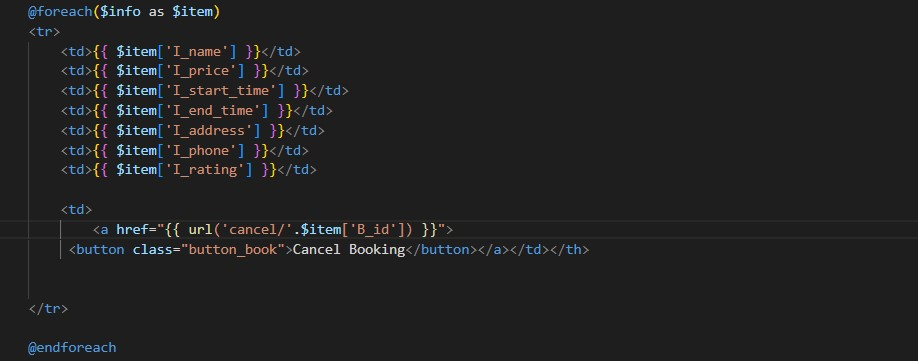 @foreach($info as $item)
<tr>
<td>{{ $item['I_name'] }}</td>
<td>{{ $item['I_price'] }}</td>
<td>{{ $item['I_start_time'] }}</td>
<td>{{ $item['I_end_time'] }}</td>
<td>{{ $item['I_address'] }}</td>
<td>{{ $item['I_phone'] }}</td>
<td>{{ $item['I_rating'] }}</td>
<td>
<a href="{{ url('cancel/'.$item['B_id']) }}">
<button class="button_book">Cancel Booking</button></a></td></th>
</tr>
@endforeach